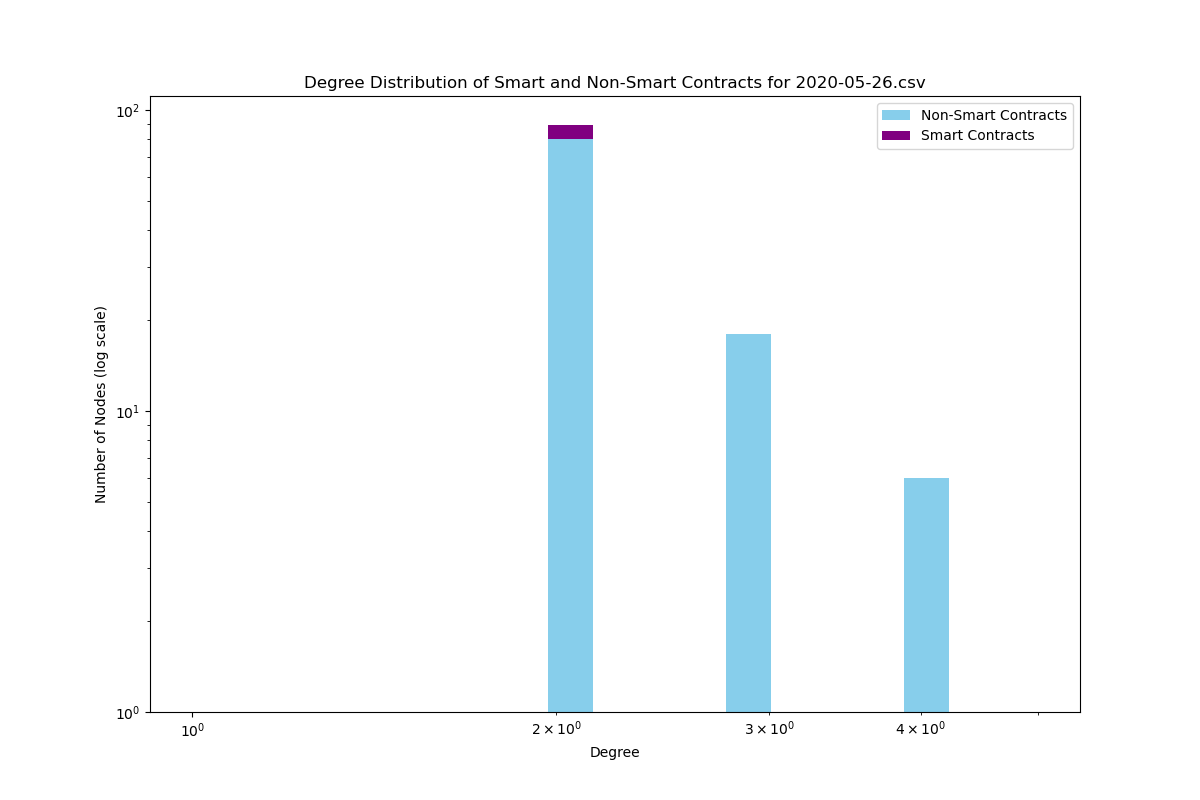 Degree Distribution of Smart and Non-Smart Contracts for 2020-05-26.csv
Non-Smart Contracts
Smart Contracts
Number of Nodes (log scale)
10²
10¹
10⁰
10⁰
2 × 10⁰
3 × 10⁰
4 × 10⁰
Degree